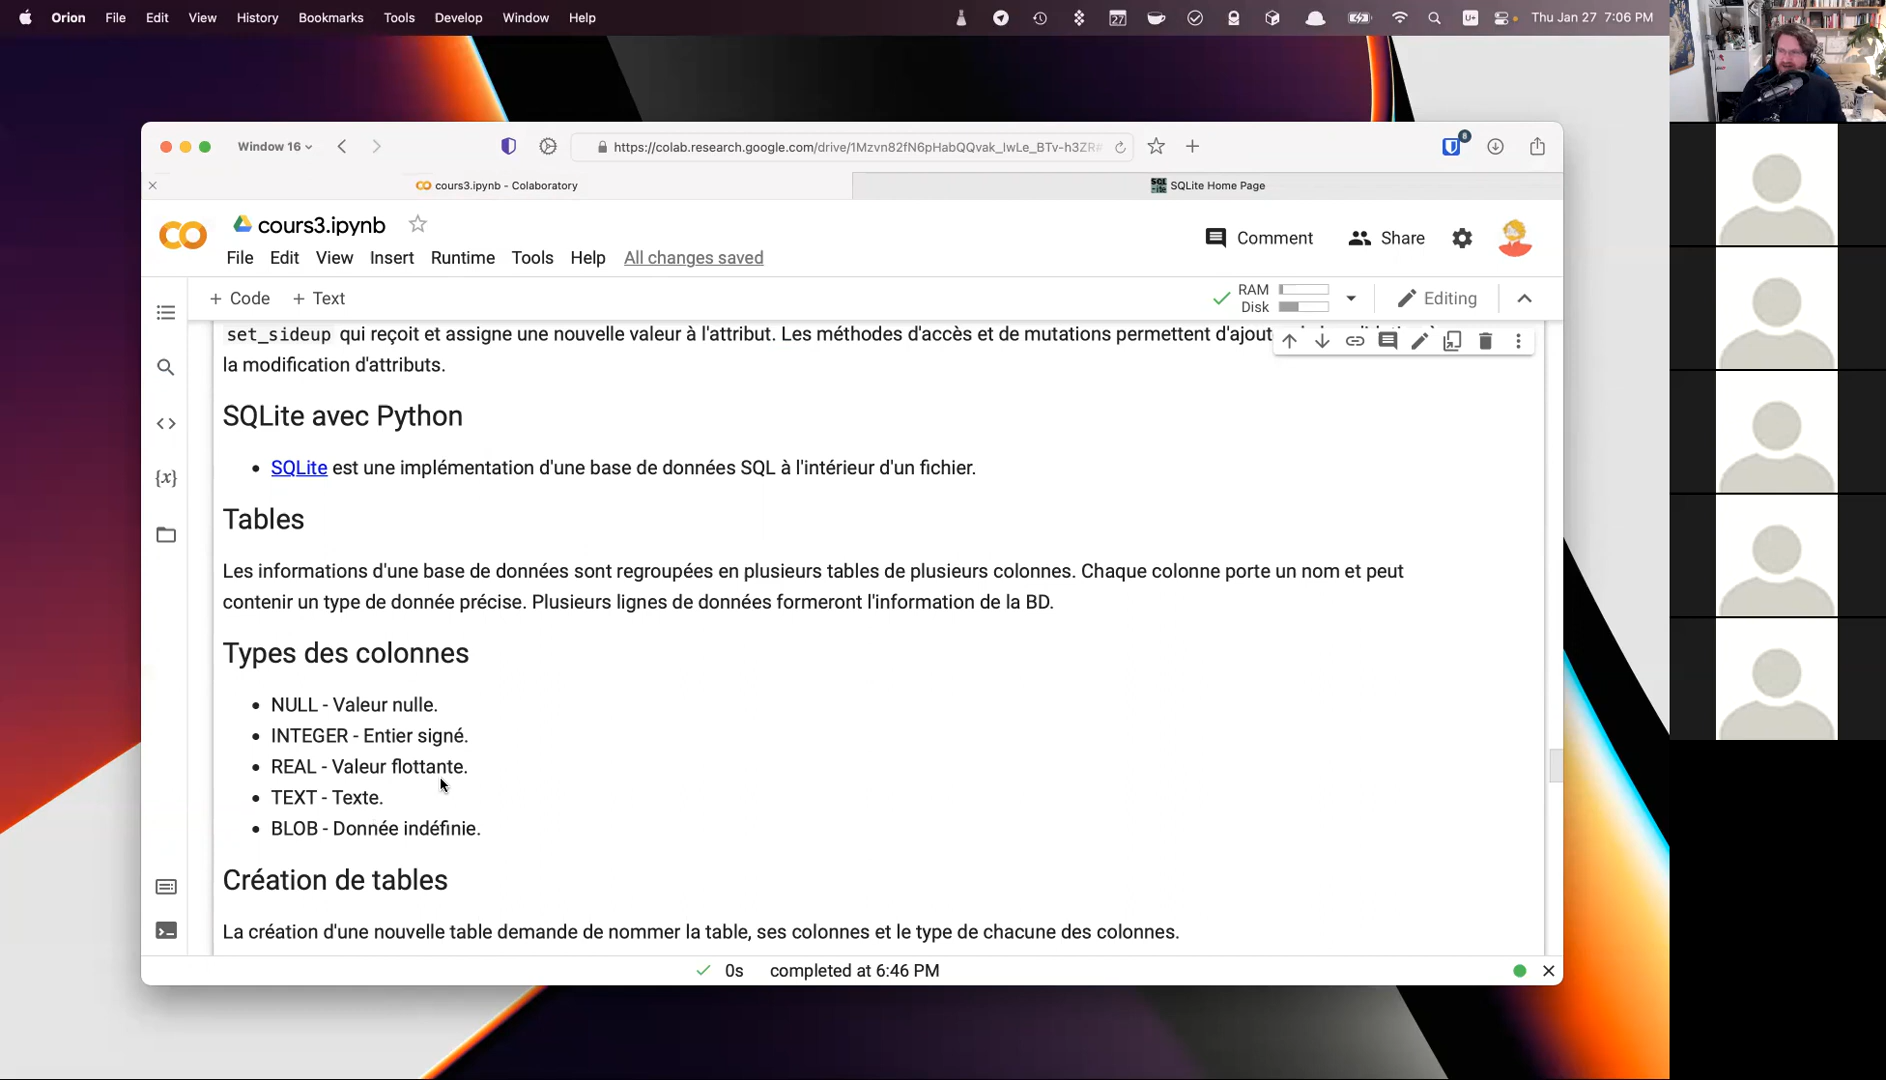 Orion File Edit View History Bookmarks Tools Develop Window Help 27 U+ Thu Jan 27 7:06 PM
Window 16 https://colab.research.google.com/drive/1Mzvn82fN6pHabQQvak_lwLe_BTv-h3ZR# 8
cours3.ipynb - Colaboratory SQLite Home Page
cours3.ipynb
Comment Share
File Edit View Insert Runtime Tools Help All changes saved
+ Code + Text RAM Disk Editing
set_sideup qui reçoit et assigne une nouvelle valeur à l'attribut. Les méthodes d'accès et de mutations permettent d'ajout
la modification d'attributs.
SQLite avec Python
• SQLite est une implémentation d'une base de données SQL à l'intérieur d'un fichier.
Tables
Les informations d'une base de données sont regroupées en plusieurs tables de plusieurs colonnes. Chaque colonne porte un nom et peut
contenir un type de donnée précise. Plusieurs lignes de données formeront l'information de la BD.
Types des colonnes
• NULL - Valeur nulle.
• INTEGER - Entier signé.
• REAL - Valeur flottante.
• TEXT - Texte.
• BLOB - Donnée indéfinie.
Création de tables
La création d'une nouvelle table demande de nommer la table, ses colonnes et le type de chacune des colonnes.
0s completed at 6:46 PM